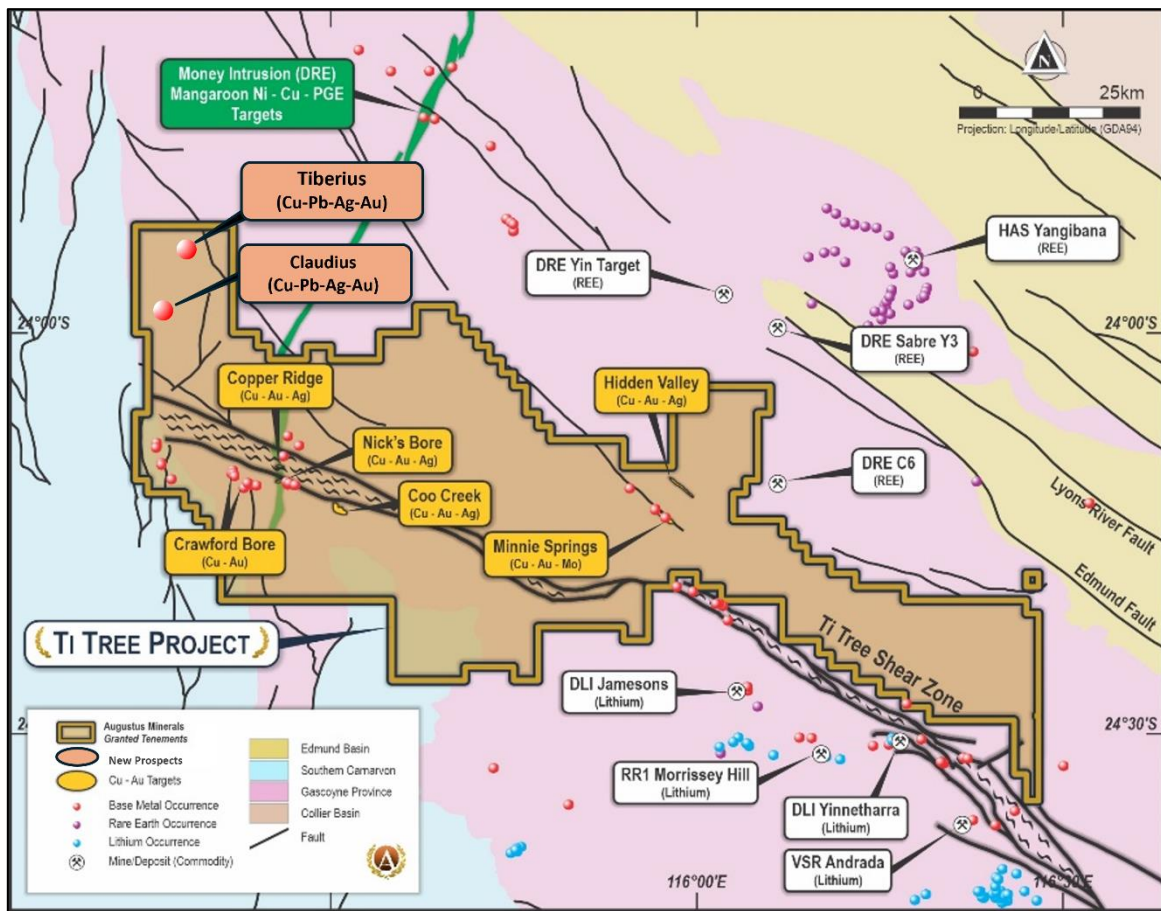 Money Intrusion (DRE)
Mangaroon Ni - Cu - PGE
Targets
0 25km
Projection: Longitude/Latitude (GDA94)
Tiberius
(Cu-Pb-Ag-Au)
HAS Yangibana
(REE)
DRE Yin Target
(REE)
Claudius
(Cu-Pb-Ag-Au)
24°00'S
24°00'S
DRE Sabre Y3
(REE)
Copper Ridge
(Cu - Au - Ag)
Hidden Valley
(Cu - Au - Ag)
Nick's Bore
(Cu - Au - Ag)
DRE C6
(REE)
Coo Creek
(Cu - Au - Ag)
Lyons River Fault
Crawford Bore
(Cu - Au)
Minnie Springs
(Cu - Au - Mo)
Edmund Fault
TI TREE PROJECT
Ti Tree Shear Zone
DLI Jamesons
(Lithium)
24°30'S
RR1 Morrissey Hill
(Lithium)
DLI Yinnetharra
(Lithium)
VSR Andrada
(Lithium)
116°00'E
116°30'E
24
Augustus Minerals
Granted Tenements
New Prospects
Cu - Au Targets
Base Metal Occurrence
Rare Earth Occurrence
Lithium Occurrence
Mine/Deposit (Commodity)
Edmund Basin
Southern Carnarvon
Gascoyne Province
Collier Basin
Fault